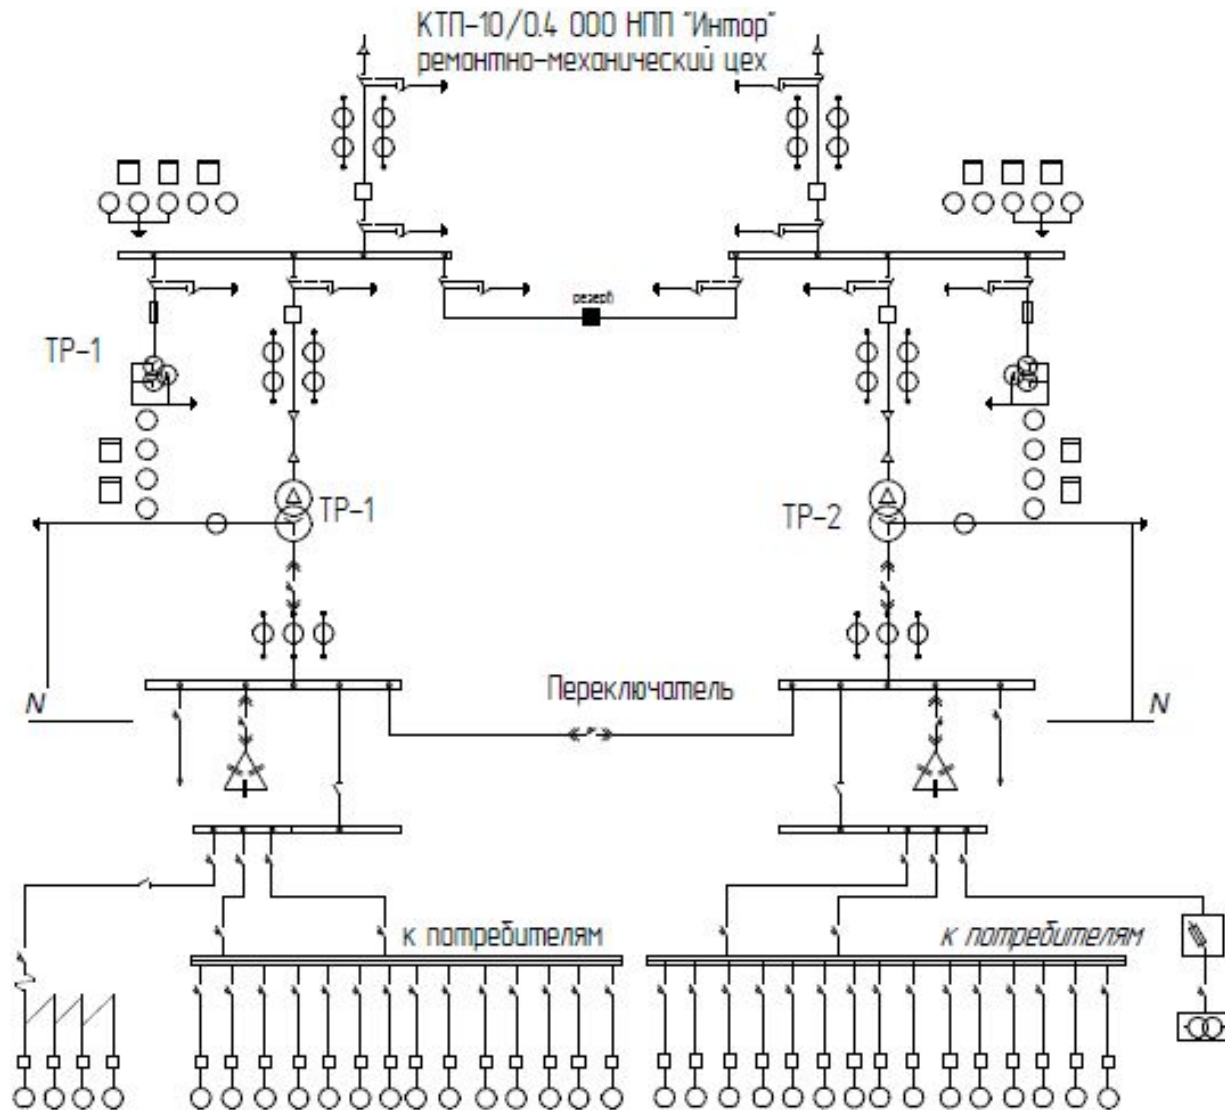 КТП-10/0.4 ООО НПП "Интор"
ремонтно-механический цех
резерв
ТР-1
ТР-1
ТР-2
Переключатель
N
N
к потребителям
к потребителям